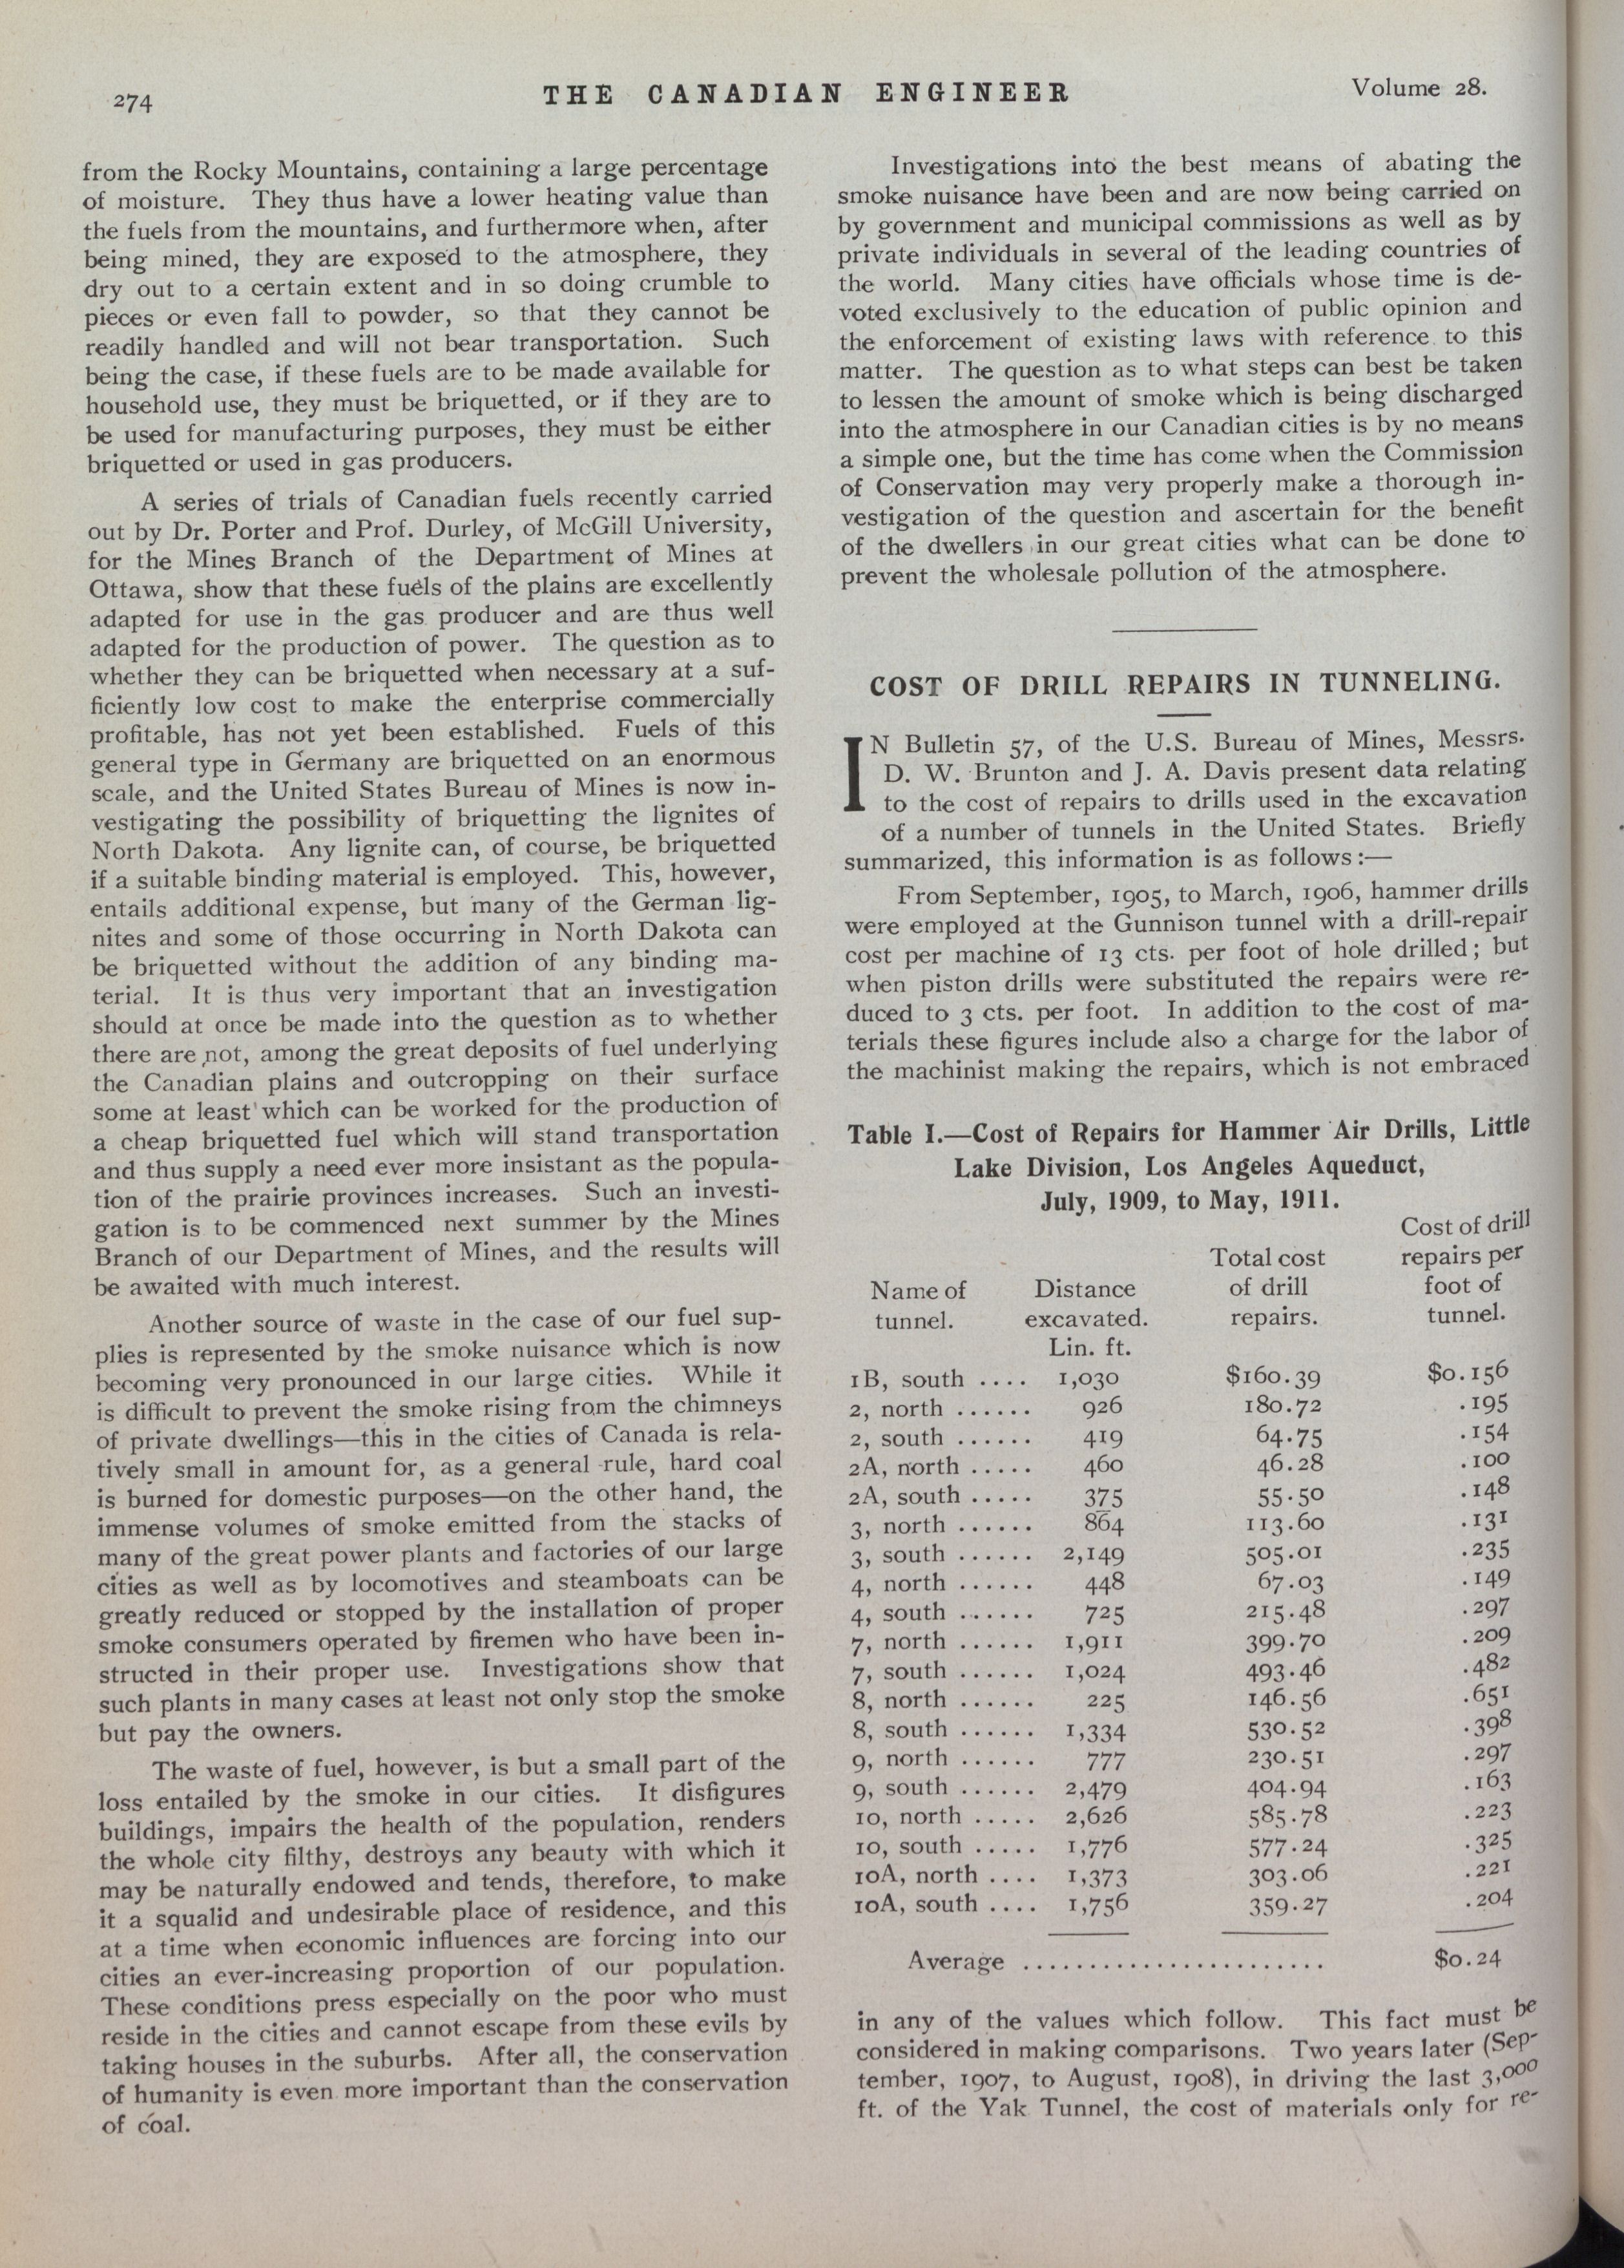 274
THE CANADIAN ENGINEER
Volume 28.
from the Rocky Mountains, containing a large percentage
of moisture. They thus have a lower heating value than
the fuels from the mountains, and furthermore when, after
being mined, they are exposed to the atmosphere, they
dry out to a certain extent and in so doing crumble to
pieces or even fall to powder, so that they cannot be
readily handled and will not bear transportation. Such
being the case, if these fuels are to be made available for
household use, they must be briquetted, or if they are to
be used for manufacturing purposes, they must be either
briquetted or used in gas producers.
A series of trials of Canadian fuels recently carried
out by Dr. Porter and Prof. Durley, of McGill University,
for the Mines Branch of the Department of Mines at
Ottawa, show that these fuels of the plains are excellently
adapted for use in the gas producer and are thus well
adapted for the production of power. The question as to
whether they can be briquetted when necessary at a suf-
ficiently low cost to make the enterprise commercially
profitable, has not yet been established. Fuels of this
general type in Germany are briquetted on an enormous
scale, and the United States Bureau of Mines is now in-
vestigating the possibility of briquetting the lignites of
North Dakota. Any lignite can, of course, be briquetted
if a suitable binding material is employed. This, however,
entails additional expense, but many of the German lig-
nites and some of those occurring in North Dakota can
be briquetted without the addition of any binding ma-
terial. It is thus very important that an investigation
should at once be made into the question as to whether
there are not, among the great deposits of fuel underlying
the Canadian plains and outcropping on their surface
some at least which can be worked for the production of
a cheap briquetted fuel which will stand transportation
and thus supply a need ever more insistant as the popula-
tion of the prairie provinces increases. Such an investi-
gation is to be commenced next summer by the Mines
Branch of our Department of Mines, and the results will
be awaited with much interest.
Another source of waste in the case of our fuel sup-
plies is represented by the smoke nuisance which is now
becoming very pronounced in our large cities. While it
is difficult to prevent the smoke rising from the chimneys
of private dwellings—this in the cities of Canada is rela-
tively small in amount for, as a general rule, hard coal
is burned for domestic purposes—on the other hand, the
immense volumes of smoke emitted from the stacks of
many of the great power plants and factories of our large
cities as well as by locomotives and steamboats can be
greatly reduced or stopped by the installation of proper
smoke consumers operated by firemen who have been in-
structed in their proper use. Investigations show that
such plants in many cases at least not only stop the smoke
but pay the owners.
The waste of fuel, however, is but a small part of the
loss entailed by the smoke in our cities. It disfigures
buildings, impairs the health of the population, renders
the whole city filthy, destroys any beauty with which it
may be naturally endowed and tends, therefore, to make
it a squalid and undesirable place of residence, and this
at a time when economic influences are forcing into our
cities an ever-increasing proportion of our population.
These conditions press especially on the poor who must
reside in the cities and cannot escape from these evils by
taking houses in the suburbs. After all, the conservation
of humanity is even more important than the conservation
of coal.
Investigations into the best means of abating the
smoke nuisance have been and are now being carried on
by government and municipal commissions as well as by
private individuals in several of the leading countries of
the world. Many cities have officials whose time is de-
voted exclusively to the education of public opinion and
the enforcement of existing laws with reference to this
matter. The question as to what steps can best be taken
to lessen the amount of smoke which is being discharged
into the atmosphere in our Canadian cities is by no means
a simple one, but the time has come when the Commission
of Conservation may very properly make a thorough in-
vestigation of the question and ascertain for the benefit
of the dwellers in our great cities what can be done to
prevent the wholesale pollution of the atmosphere.
COST OF DRILL REPAIRS IN TUNNELING.
IN Bulletin 57, of the U.S. Bureau of Mines, Messrs.
D. W. Brunton and J. A. Davis present data relating
to the cost of repairs to drills used in the excavation
of a number of tunnels in the United States. Briefly
summarized, this information is as follows:—
From September, 1905, to March, 1906, hammer drills
were employed at the Gunnison tunnel with a drill-repair
cost per machine of 13 cts. per foot of hole drilled; but
when piston drills were substituted the repairs were re-
duced to 3 cts. per foot. In addition to the cost of ma-
terials these figures include also a charge for the labor of
the machinist making the repairs, which is not embraced
Table I.—Cost of Repairs for Hammer Air Drills, Little
Lake Division, Los Angeles Aqueduct,
July, 1909, to May, 1911.
Cost of drill
Total cost repairs per
Name of Distance of drill foot of
tunnel. excavated. repairs. tunnel.
Lin. ft.
1B, south .... 1,030 $160.39 $0.156
2, north ...... 926 180.72 .195
2, south ...... 419 64.75 .154
2A, north ..... 460 46.28 .100
2A, south ..... 375 55.50 .148
3, north ...... 864 113.60 .131
3, south ...... 2,149 505.01 .235
4, north ...... 448 67.03 .149
4, south ...... 725 215.48 .297
7, north ...... 1,911 399.70 .209
7, south ...... 1,024 493.46 .482
8, north ...... 225 146.56 .651
8, south ...... 1,334 530.52 .398
9, north ...... 777 230.51 .297
9, south ...... 2,479 404.94 .163
10, north ..... 2,626 585.78 .223
10, south ..... 1,776 577.24 .325
10A, north .... 1,373 303.06 .221
10A, south .... 1,756 359.27 .204
Average ....................... $0.24
in any of the values which follow. This fact must be
considered in making comparisons. Two years later (Sep-
tember, 1907, to August, 1908), in driving the last 3,000
ft. of the Yak Tunnel, the cost of materials only for re-